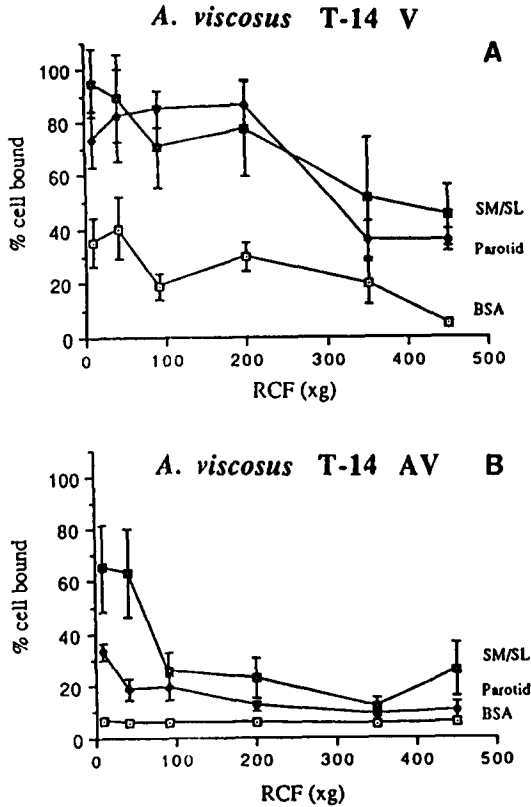 A. viscosus T-14 V
A
100
80
60
40
20
0
% cell bound
SM/SL
Parotid
BSA
0 100 200 300 400 500
RCF (xg)
A. viscosus T-14 AV
B
100
80
60
40
20
0
% cell bound
SM/SL
Parotid
BSA
0 100 200 300 400 500
RCF (xg)